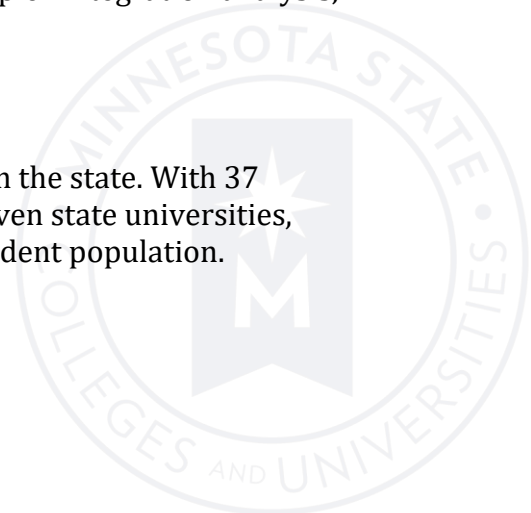 n the state. With 37
ven state universities,
dent population.
MINNESOTA STATE
M
COLLEGES AND UNIVERSITIES